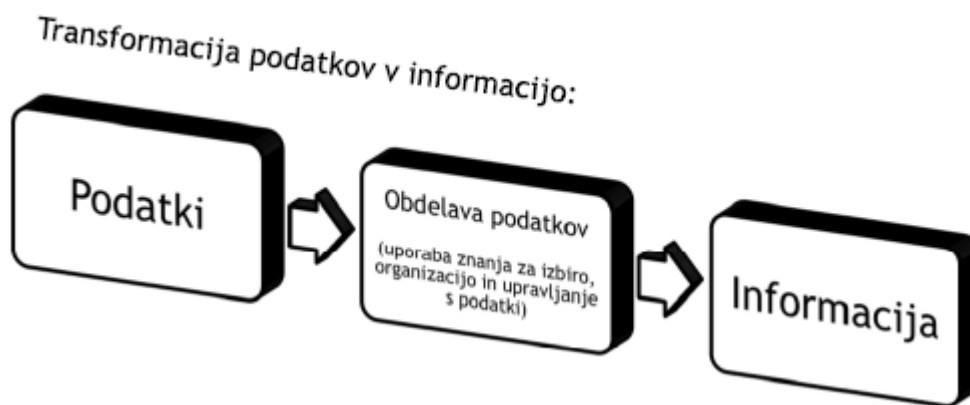 Transformacija podatkov v informacijo:
Podatki
Obdelava podatkov
(uporaba znanja za izbiro,
organizacijo in upravljanje
s podatki)
Informacija